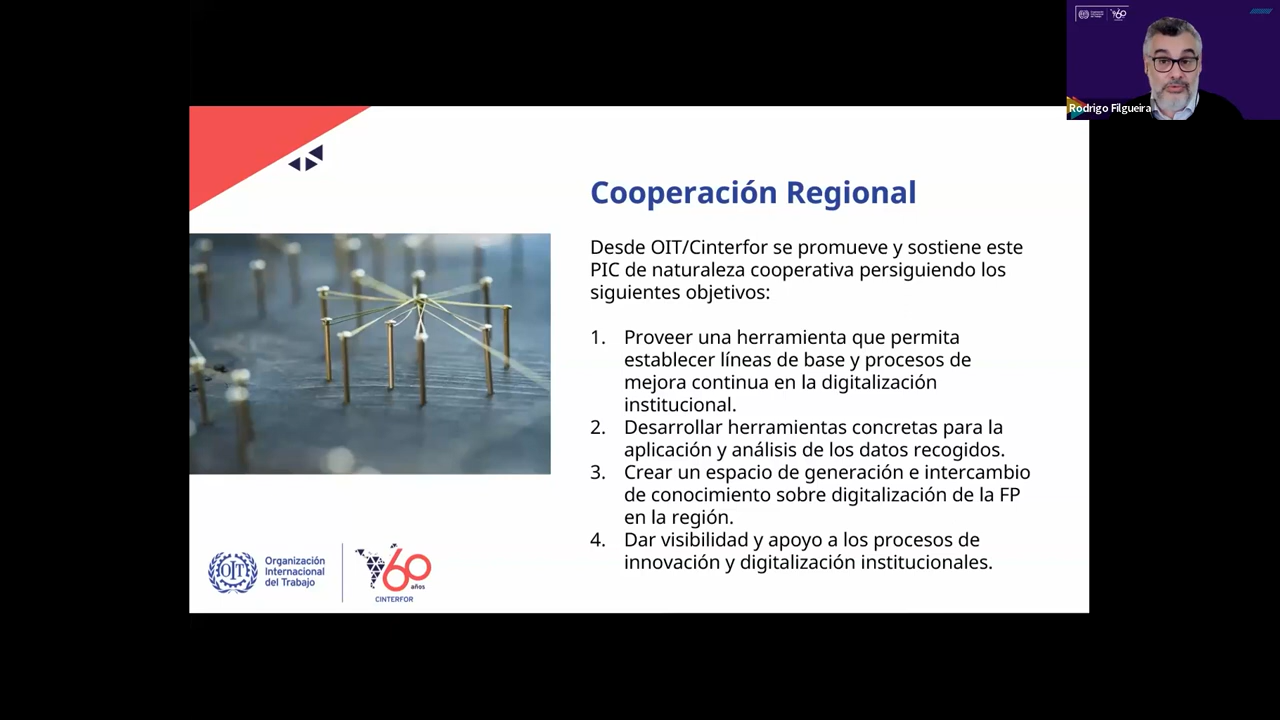 Rodrigo Filgueira
Cooperación Regional
Desde OIT/Cinterfor se promueve y sostiene este
PIC de naturaleza cooperativa persiguiendo los
siguientes objetivos:
1. Proveer una herramienta que permita
establecer líneas de base y procesos de
mejora continua en la digitalización
institucional.
2. Desarrollar herramientas concretas para la
aplicación y análisis de los datos recogidos.
3. Crear un espacio de generación e intercambio
de conocimiento sobre digitalización de la FP
en la región.
4. Dar visibilidad y apoyo a los procesos de
innovación y digitalización institucionales.
OIT
Organización
Internacional
del Trabajo
60
años
CINTERFOR